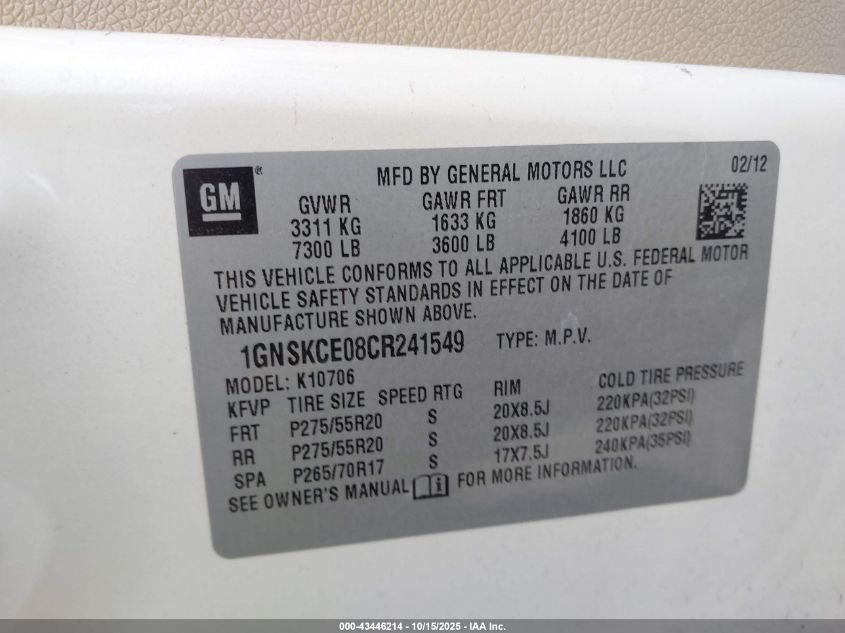 GM ®
MFD BY GENERAL MOTORS LLC 02/12
GVWR GAWR FRT GAWR RR
3311 KG 1633 KG 1860 KG
7300 LB 3600 LB 4100 LB
THIS VEHICLE CONFORMS TO ALL APPLICABLE U.S. FEDERAL MOTOR
VEHICLE SAFETY STANDARDS IN EFFECT ON THE DATE OF
MANUFACTURE SHOWN ABOVE.
1GNSKCE08CR241549 TYPE: M.P.V.
MODEL: K10706
KFVP TIRE SIZE SPEED RTG RIM COLD TIRE PRESSURE
FRT P275/55R20 S 20X8.5J 220KPA(32PSI)
RR P275/55R20 S 20X8.5J 220KPA(32PSI)
SPA P265/70R17 S 17X7.5J 240KPA(35PSI)
SEE OWNER'S MANUAL i FOR MORE INFORMATION.
000-43446214 - 10/15/2025 - IAA Inc.